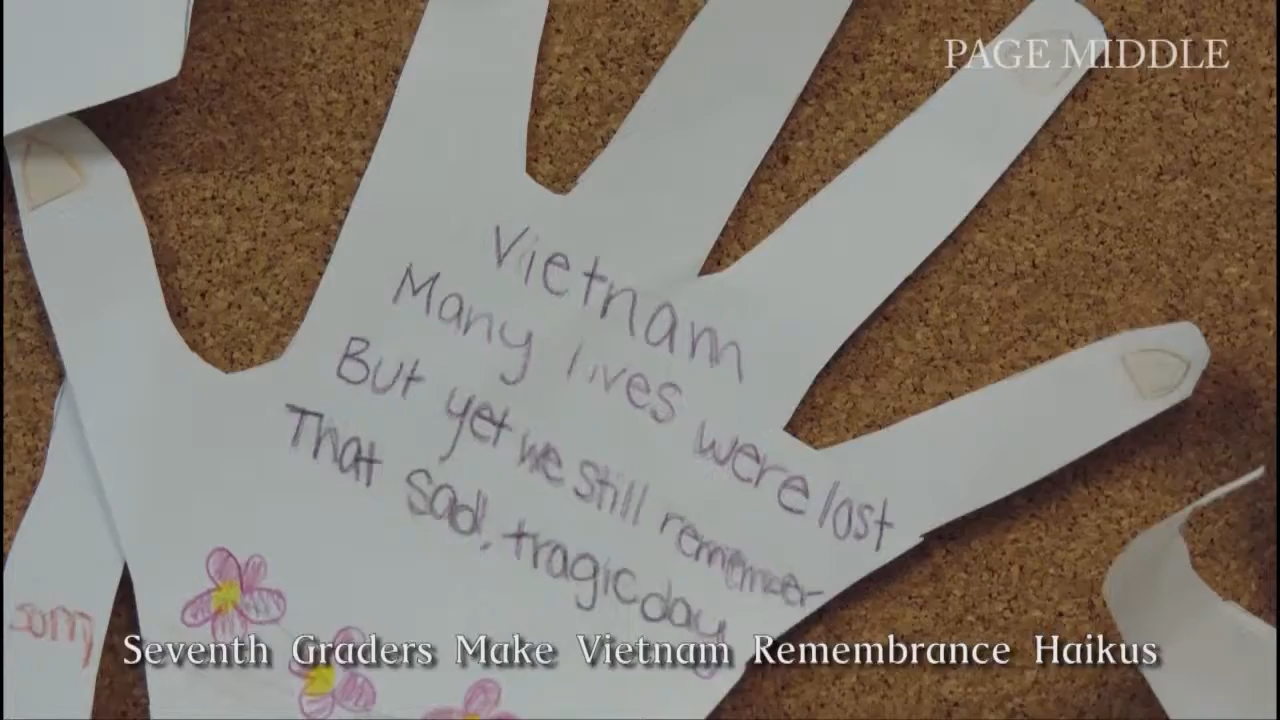 PAGE MIDDLE
Vietnam
Many lives were lost
But yet we still remember
That sad, tragic day
Seventh Graders Make Vietnam Remembrance Haikus